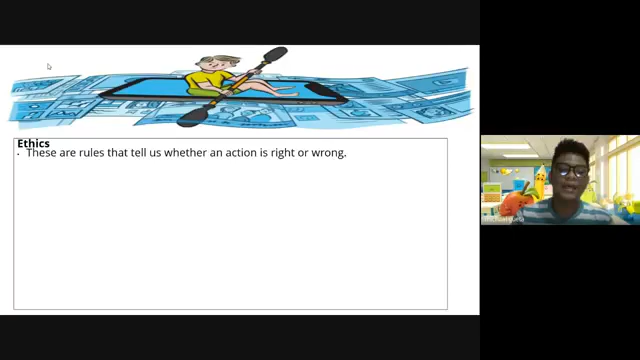 Ethics
· These are rules that tell us whether an action is right or wrong.